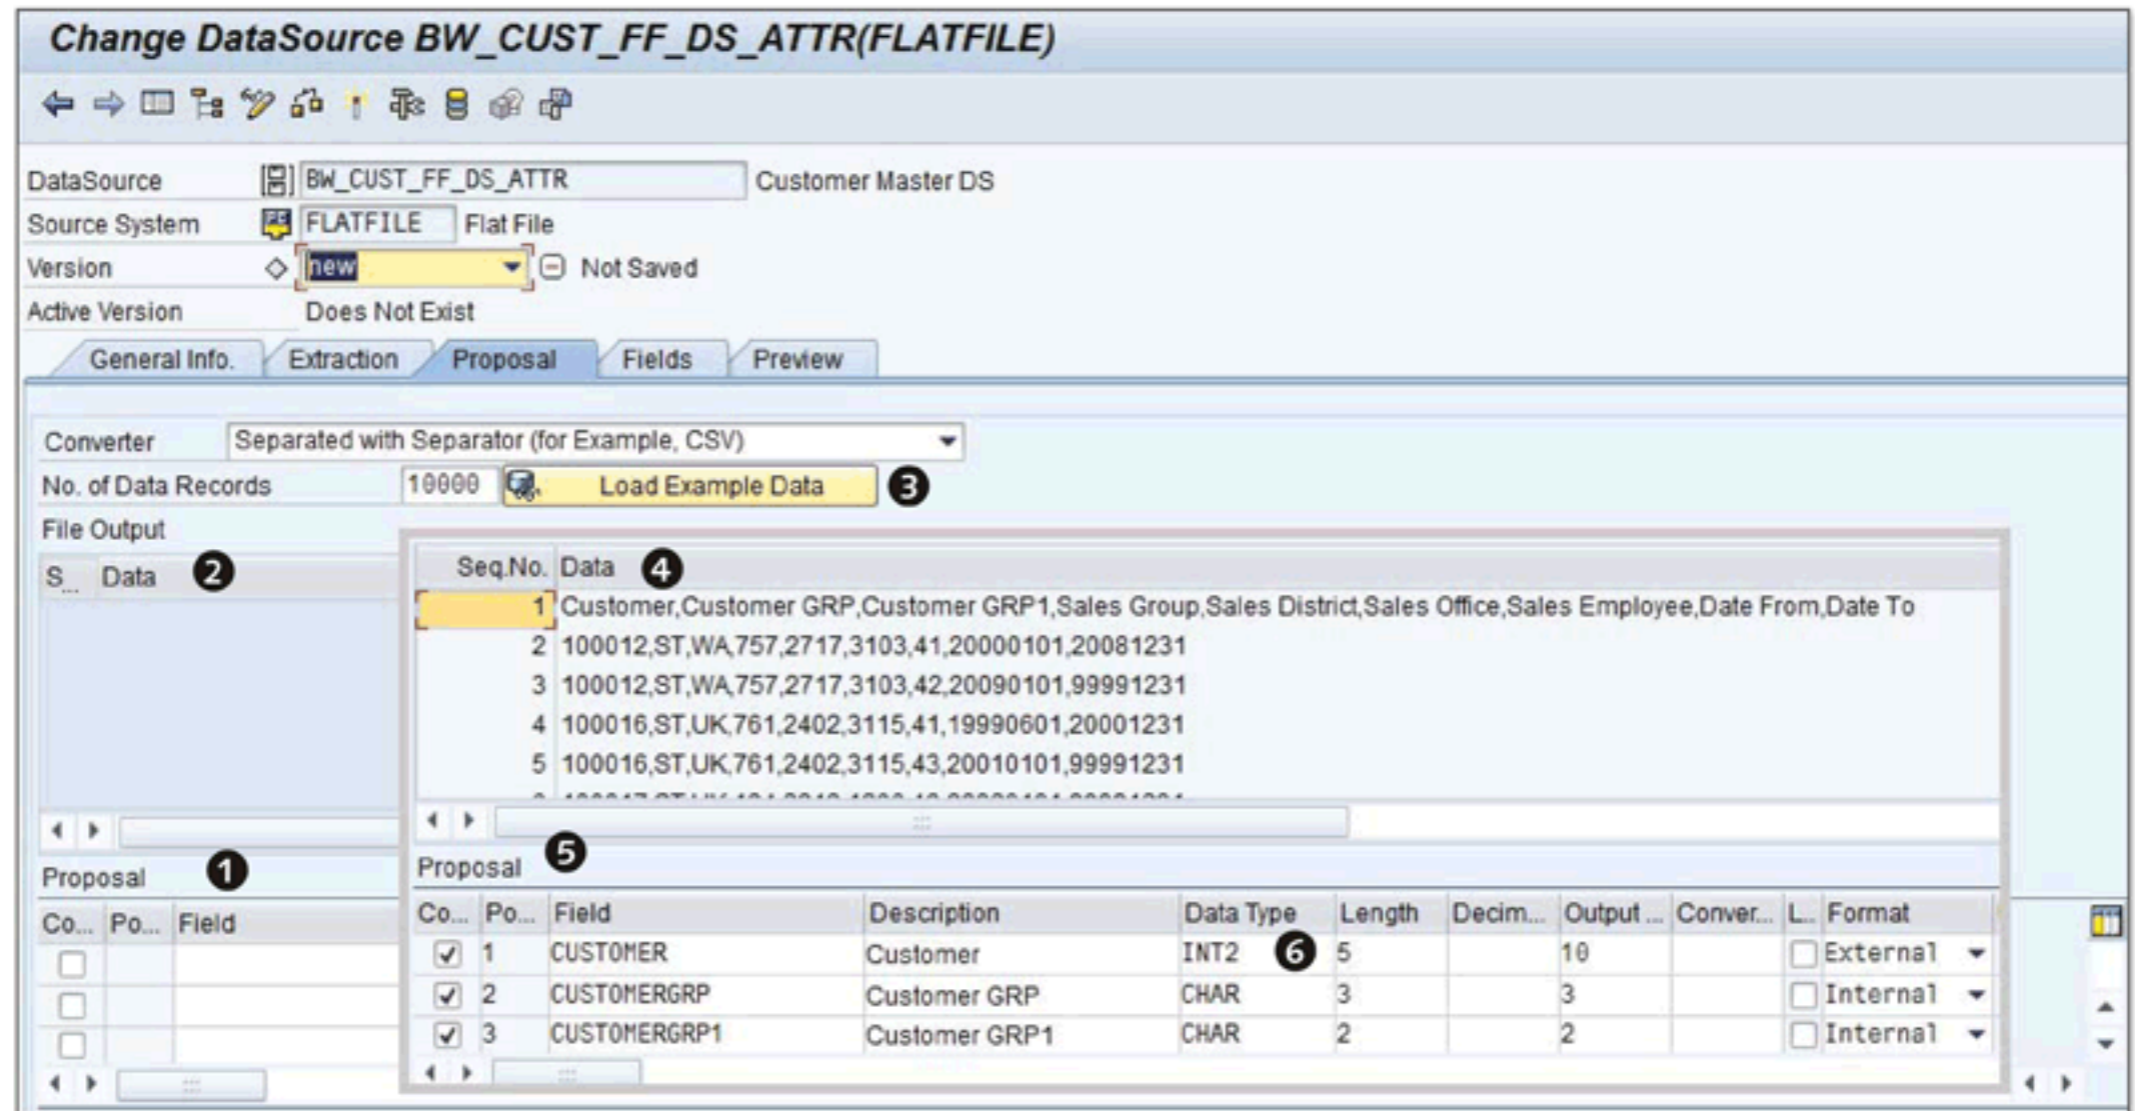 Change DataSource BW_CUST_FF_DS_ATTR(FLATFILE)
DataSource BW_CUST_FF_DS_ATTR Customer Master DS
Source System FLATFILE Flat File
Version new Not Saved
Active Version Does Not Exist
General Info. Extraction Proposal Fields Preview
Converter Separated with Separator (for Example, CSV)
No. of Data Records 10000 Load Example Data 3
File Output
S... Data 2
Seq.No. Data 4
1 Customer,Customer GRP,Customer GRP1,Sales Group,Sales District,Sales Office,Sales Employee,Date From,Date To
2 100012,ST,WA,757,2717,3103,41,20000101,20081231
3 100012,ST,WA,757,2717,3103,42,20090101,99991231
4 100016,ST,UK,761,2402,3115,41,19990601,20001231
5 100016,ST,UK,761,2402,3115,43,20010101,99991231
Proposal 1
Co... Po... Field
Proposal 5
Co... Po... Field Description Data Type Length Decim... Output ... Conver... L... Format
1 CUSTOMER Customer INT2 6 5 10 External
2 CUSTOMERGRP Customer GRP CHAR 3 3 Internal
3 CUSTOMERGRP1 Customer GRP1 CHAR 2 2 Internal